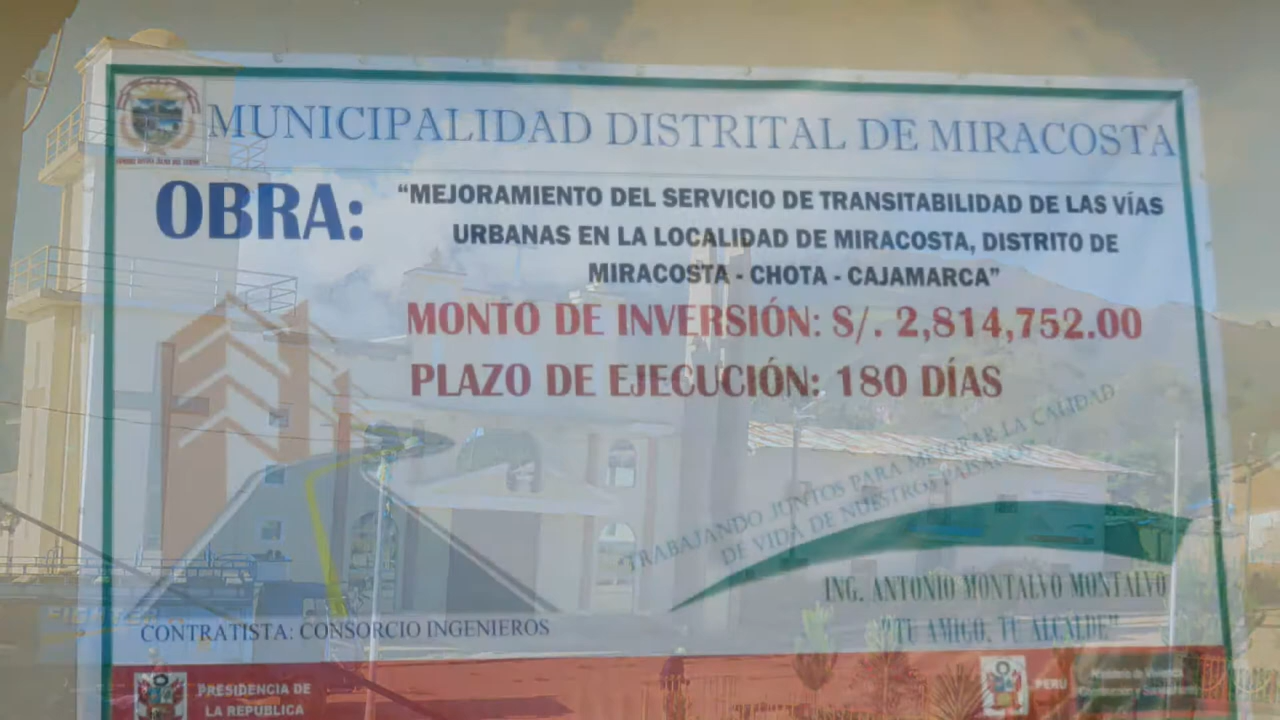 MUNICIPALIDAD DISTRITAL DE MIRACOSTA
OBRA:
“MEJORAMIENTO DEL SERVICIO DE TRANSITABILIDAD DE LAS VÍAS
URBANAS EN LA LOCALIDAD DE MIRACOSTA, DISTRITO DE
MIRACOSTA - CHOTA - CAJAMARCA”
MONTO DE INVERSIÓN: S/. 2,814,752.00
PLAZO DE EJECUCIÓN: 180 DÍAS
TRABAJANDO JUNTOS PARA MEJORAR LA CALIDAD
DE VIDA DE NUESTROS PAISANOS
ING. ANTONIO MONTALVO MONTALVO
"TU AMIGO, TU ALCALDE"
CONTRATISTA: CONSORCIO INGENIEROS
PRESIDENCIA DE
LA REPÚBLICA
PERÚ